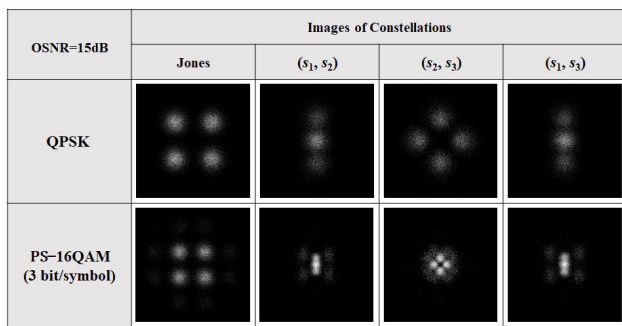 OSNR=15dB
Images of Constellations
Jones
(s₁, s₂)
(s₂, s₃)
(s₁, s₃)
QPSK
PS−16QAM
(3 bit/symbol)